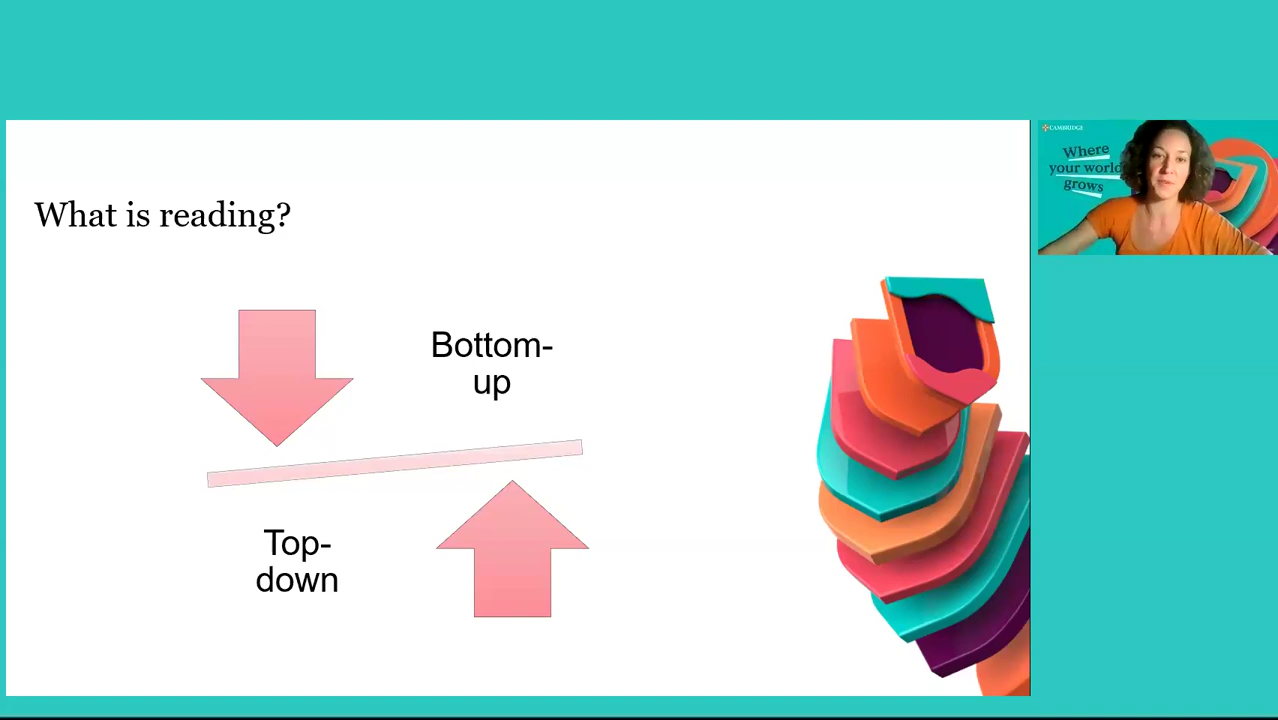 What is reading?
Bottom-
up
Top-
down
CAMBRIDGE
Where
your world
grows